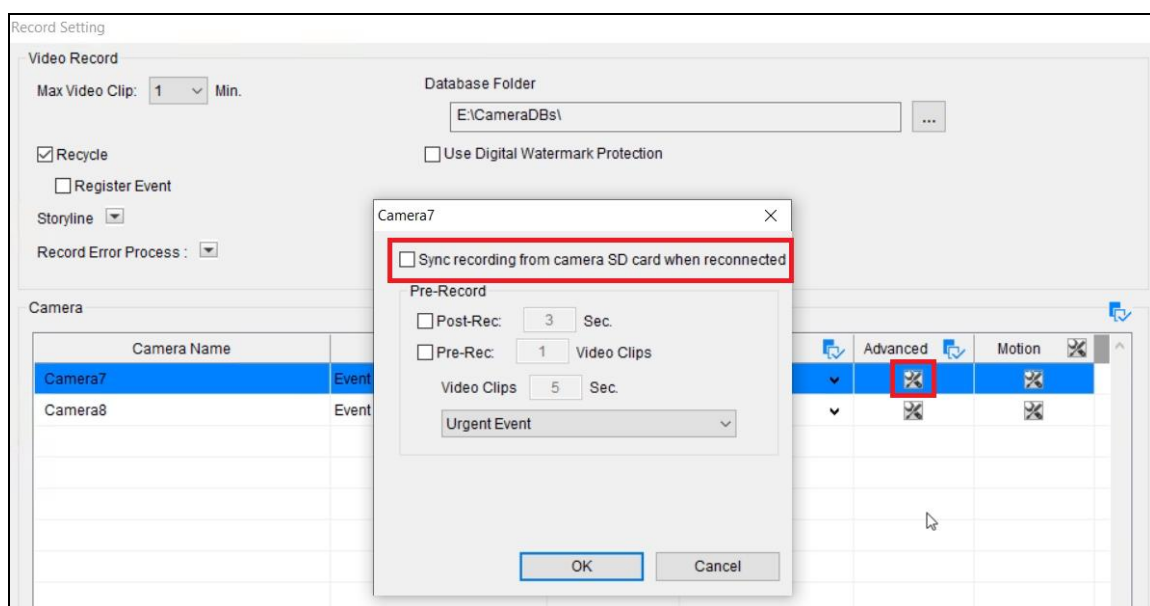 Record Setting
Video Record
Max Video Clip: 1 Min.
Database Folder
E:\CameraDBs\
...
Recycle
Use Digital Watermark Protection
Register Event
Storyline
Record Error Process :
Camera7
Sync recording from camera SD card when reconnected
Pre-Record
Post-Rec: 3 Sec.
Pre-Rec: 1 Video Clips
Video Clips 5 Sec.
Urgent Event
OK Cancel
Camera
Camera Name Advanced Motion
Camera7 Event
Camera8 Event